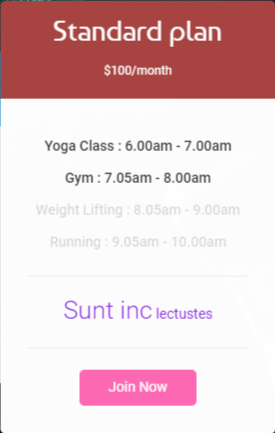 Standard plan
$100/month
Yoga Class : 6.00am - 7.00am
Gym : 7.05am - 8.00am
Weight Lifting : 8.05am - 9.00am
Running : 9.05am - 10.00am
Sunt inc lectustes
Join Now